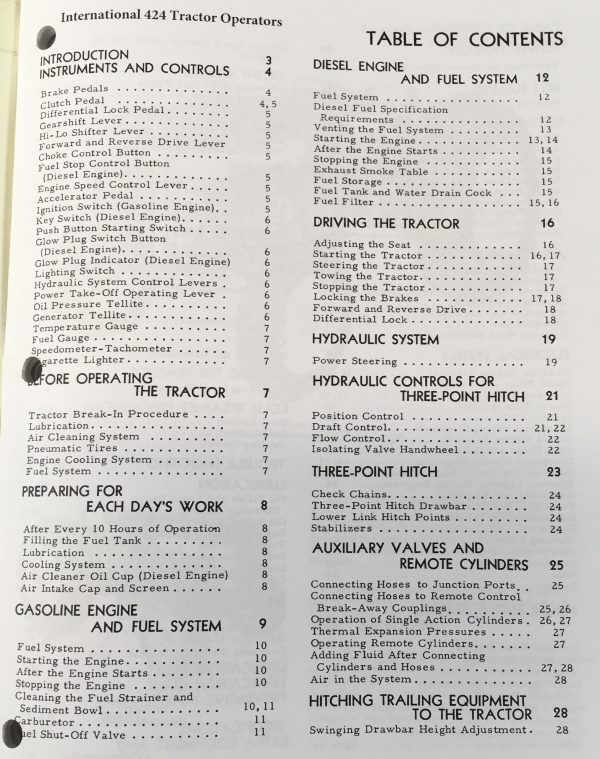 International 424 Tractor Operators
TABLE OF CONTENTS
INTRODUCTION 3
INSTRUMENTS AND CONTROLS 4
Brake Pedals . . . . . . . . . . . . . 4
Clutch Pedal . . . . . . . . . . . . . 4, 5
Differential Lock Pedal . . . . . . . 5
Gearshift Lever . . . . . . . . . . . . 5
Hi-Lo Shifter Lever . . . . . . . . . . 5
Forward and Reverse Drive Lever 5
Choke Control Button . . . . . . . . . 5
Fuel Stop Control Button
(Diesel Engine). . . . . . . . . . . . 5
Engine Speed Control Lever . . . . . 5
Accelerator Pedal . . . . . . . . . . . 5
Ignition Switch (Gasoline Engine). . 5
Key Switch (Diesel Engine). . . . . . 6
Push Button Starting Switch . . . . . 6
Glow Plug Switch Button
(Diesel Engine). . . . . . . . . . . . 6
Glow Plug Indicator (Diesel Engine) 6
Lighting Switch . . . . . . . . . . . . 6
Hydraulic System Control Levers . 6
Power Take-Off Operating Lever . 6
Oil Pressure Tellite . . . . . . . . . . 6
Generator Tellite . . . . . . . . . . . . 6
Temperature Gauge . . . . . . . . . . 7
Fuel Gauge . . . . . . . . . . . . . . . 7
Speedometer-Tachometer . . . . . . 7
garette Lighter . . . . . . . . . . . . 7
BEFORE OPERATING
THE TRACTOR 7
Tractor Break-In Procedure . . . . 7
Lubrication. . . . . . . . . . . . . . . . 7
Air Cleaning System . . . . . . . . . 7
Pneumatic Tires . . . . . . . . . . . . 7
Engine Cooling System . . . . . . . . 7
Fuel System . . . . . . . . . . . . . . . 7
PREPARING FOR
EACH DAY'S WORK 8
After Every 10 Hours of Operation 8
Filling the Fuel Tank . . . . . . . . . 8
Lubrication . . . . . . . . . . . . . . . 8
Cooling System . . . . . . . . . . . . . 8
Air Cleaner Oil Cup (Diesel Engine) 8
Air Intake Cap and Screen . . . . . . 8
GASOLINE ENGINE
AND FUEL SYSTEM 9
Fuel System . . . . . . . . . . . . . . . 10
Starting the Engine . . . . . . . . . . . 10
After the Engine Starts . . . . . . . . 10
Stopping the Engine . . . . . . . . . . 10
Cleaning the Fuel Strainer and
Sediment Bowl . . . . . . . . . . . . . 10, 11
Carburetor . . . . . . . . . . . . . . . . 11
uel Shut-Off Valve . . . . . . . . . . . 11
DIESEL ENGINE
AND FUEL SYSTEM 12
Fuel System . . . . . . . . . . . . . . . 12
Diesel Fuel Specification
Requirements . . . . . . . . . . . . . 12
Venting the Fuel System . . . . . . . . 13
Starting the Engine . . . . . . . . . . . 13, 14
After the Engine Starts . . . . . . . . 14
Stopping the Engine . . . . . . . . . . 15
Exhaust Smoke Table . . . . . . . . . 15
Fuel Storage . . . . . . . . . . . . . . . 15
Fuel Tank and Water Drain Cock . . . 15
Fuel Filter . . . . . . . . . . . . . . . . 15, 16
DRIVING THE TRACTOR 16
Adjusting the Seat . . . . . . . . . . . 16
Starting the Tractor . . . . . . . . . . 16, 17
Steering the Tractor . . . . . . . . . . 17
Towing the Tractor . . . . . . . . . . . 17
Stopping the Tractor . . . . . . . . . . 17
Locking the Brakes . . . . . . . . . . . 17, 18
Forward and Reverse Drive . . . . . . 18
Differential Lock . . . . . . . . . . . . 18
HYDRAULIC SYSTEM 19
Power Steering . . . . . . . . . . . . . 19
HYDRAULIC CONTROLS FOR
THREE-POINT HITCH 21
Position Control . . . . . . . . . . . . . 21
Draft Control. . . . . . . . . . . . . . . 21, 22
Flow Control. . . . . . . . . . . . . . . 22
Isolating Valve Handwheel . . . . . . . 22
THREE-POINT HITCH 23
Check Chains. . . . . . . . . . . . . . . 24
Three-Point Hitch Drawbar . . . . . . 24
Lower Link Hitch Points . . . . . . . . 24
Stabilizers . . . . . . . . . . . . . . . . 24
AUXILIARY VALVES AND
REMOTE CYLINDERS 25
Connecting Hoses to Junction Ports. . 25
Connecting Hoses to Remote Control
Break-Away Couplings. . . . . . . . . 25, 26
Operation of Single Action Cylinders . 26, 27
Thermal Expansion Pressures . . . . 27
Operating Remote Cylinders. . . . . . 27
Adding Fluid After Connecting
Cylinders and Hoses . . . . . . . . . . 27, 28
Air in the System . . . . . . . . . . . . 28
HITCHING TRAILING EQUIPMENT
TO THE TRACTOR 28
Swinging Drawbar Height Adjustment . 28